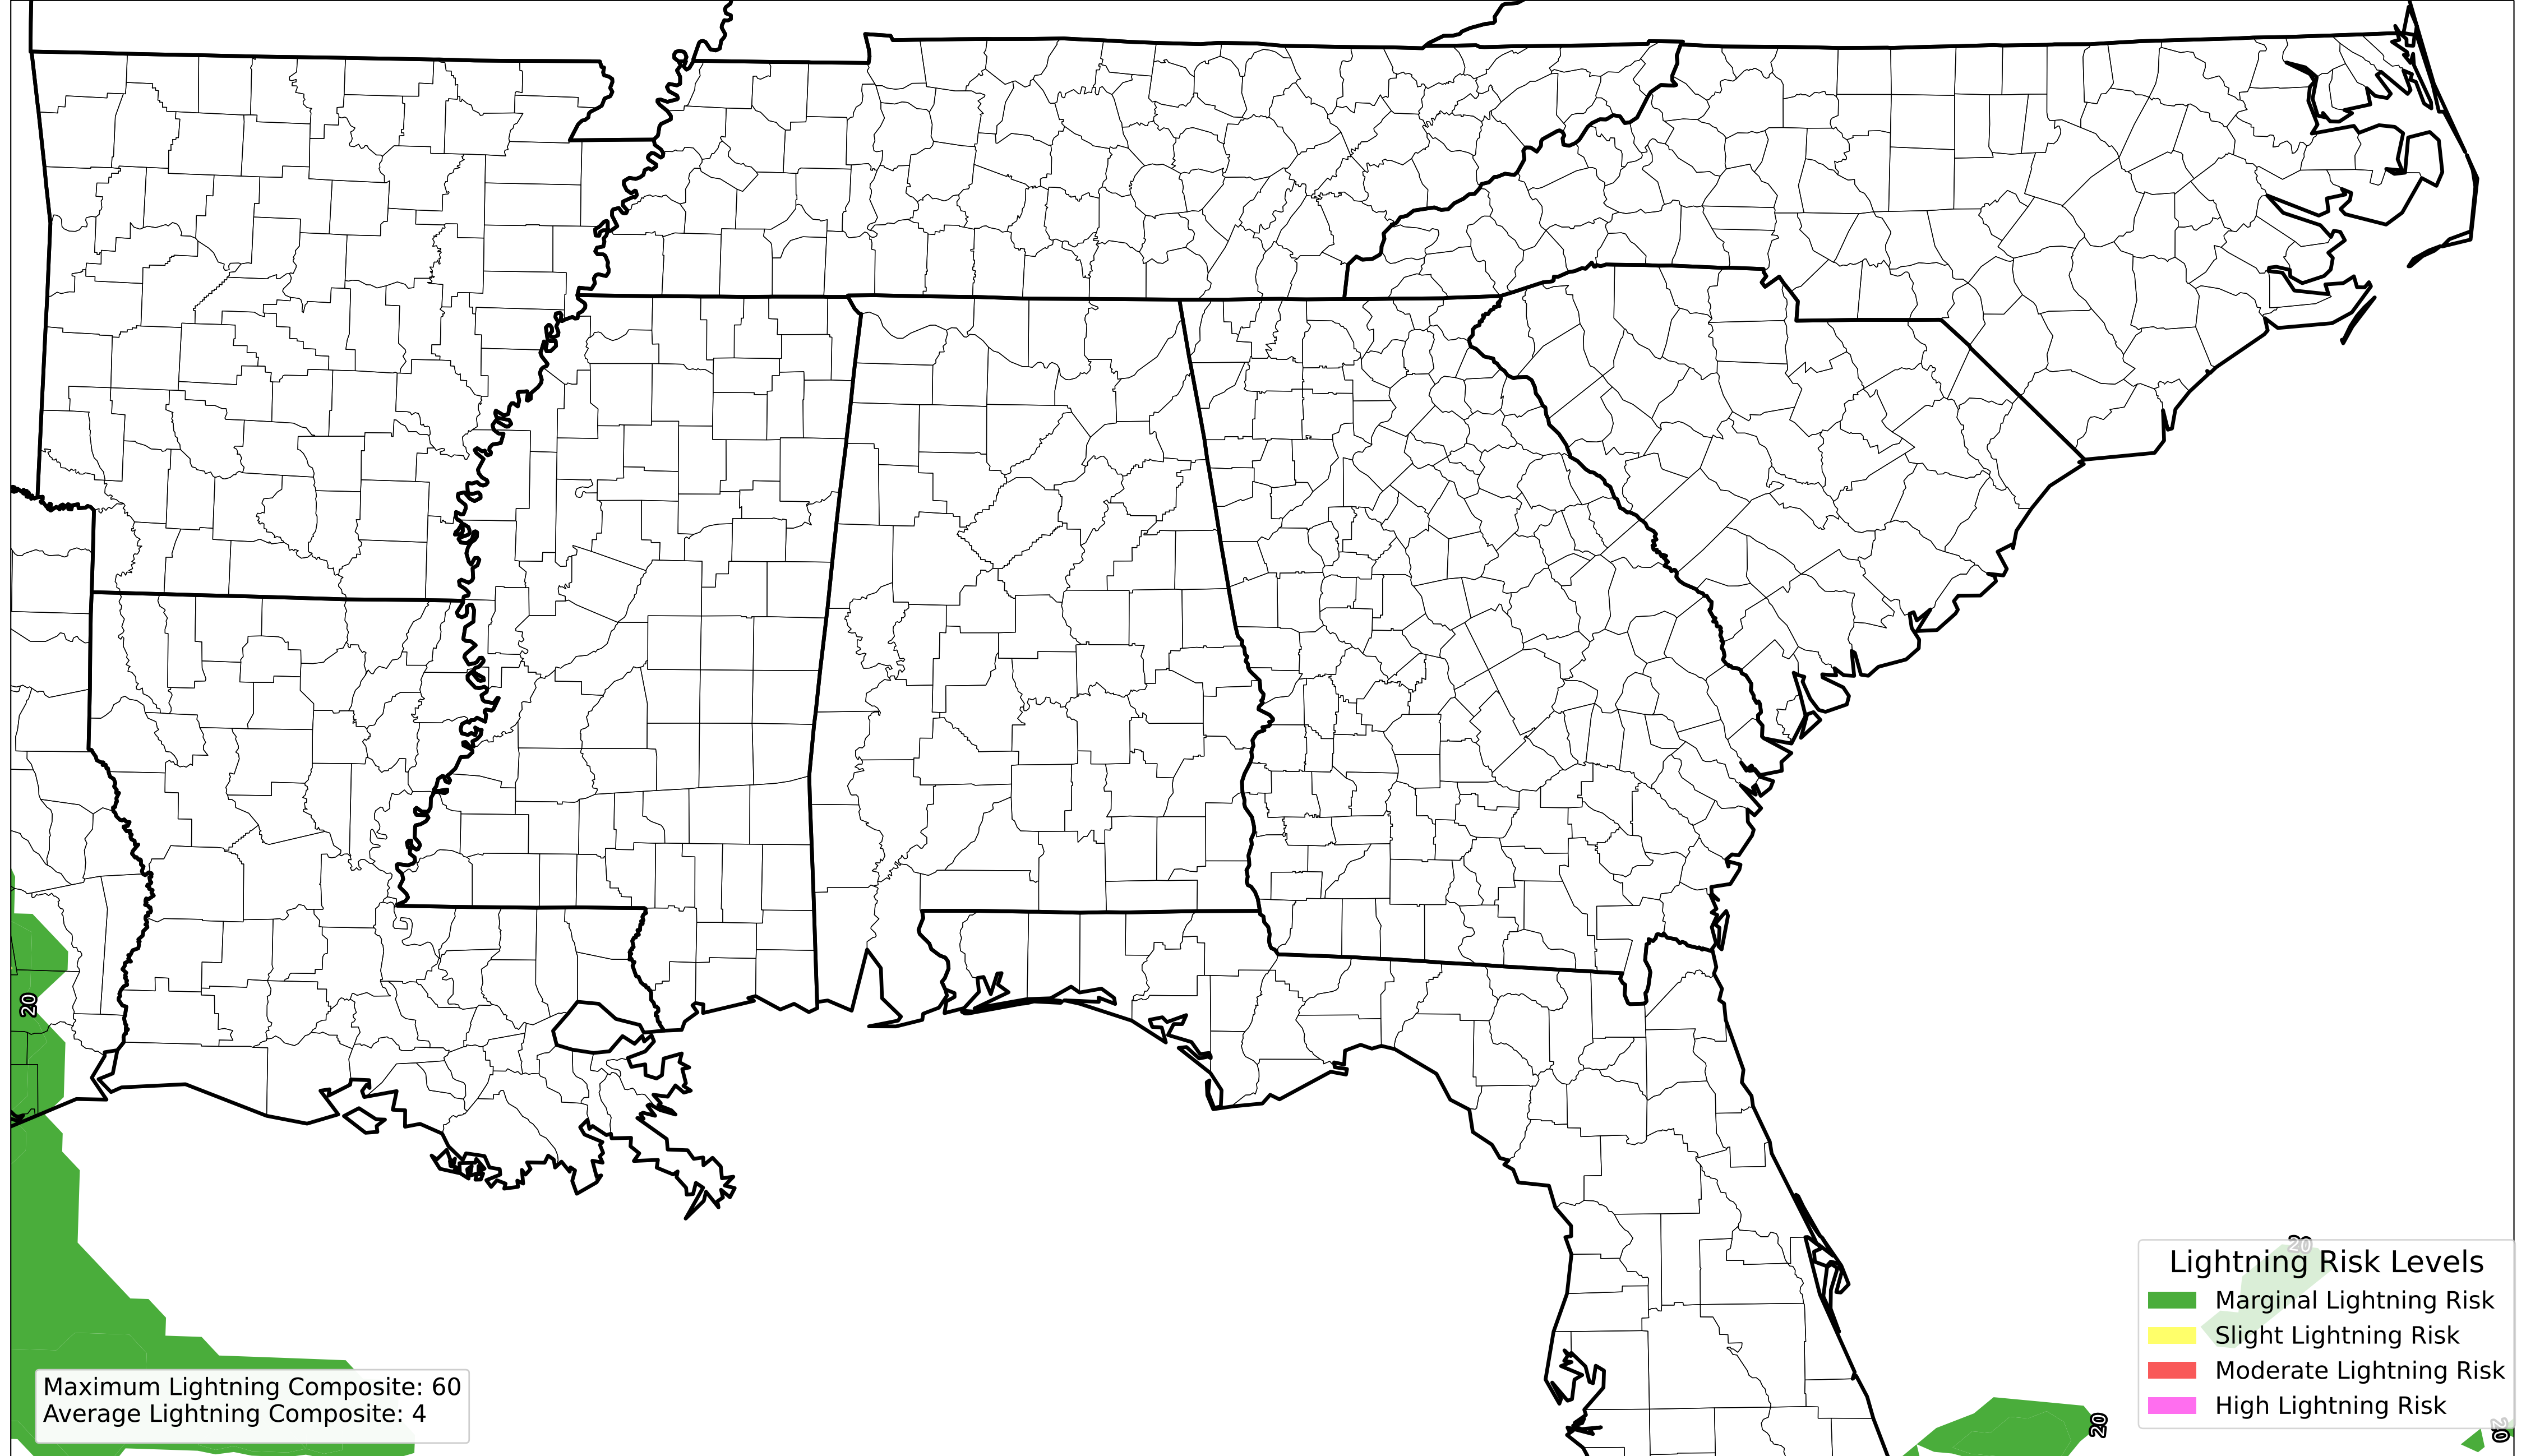 20
20
Lightning Risk Levels
Marginal Lightning Risk
Slight Lightning Risk
Moderate Lightning Risk
High Lightning Risk
Maximum Lightning Composite: 60
Average Lightning Composite: 4
20
20